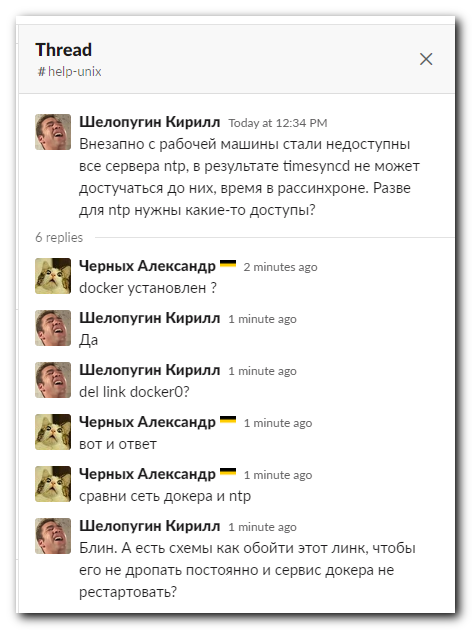 Thread
#help-unix
Шелопугин Кирилл Today at 12:34 PM
Внезапно с рабочей машины стали недоступны
все сервера ntp, в результате timesyncd не может
достучаться до них, время в рассинхроне. Разве
для ntp нужны какие-то доступы?
6 replies
Черных Александр 2 minutes ago
docker установлен ?
Шелопугин Кирилл 1 minute ago
Да
Шелопугин Кирилл 1 minute ago
del link docker0?
Черных Александр 1 minute ago
вот и ответ
Черных Александр 1 minute ago
сравни сеть докера и ntp
Шелопугин Кирилл 1 minute ago
Блин. А есть схемы как обойти этот линк, чтобы
его не дропать постоянно и сервис докера не
рестартовать?